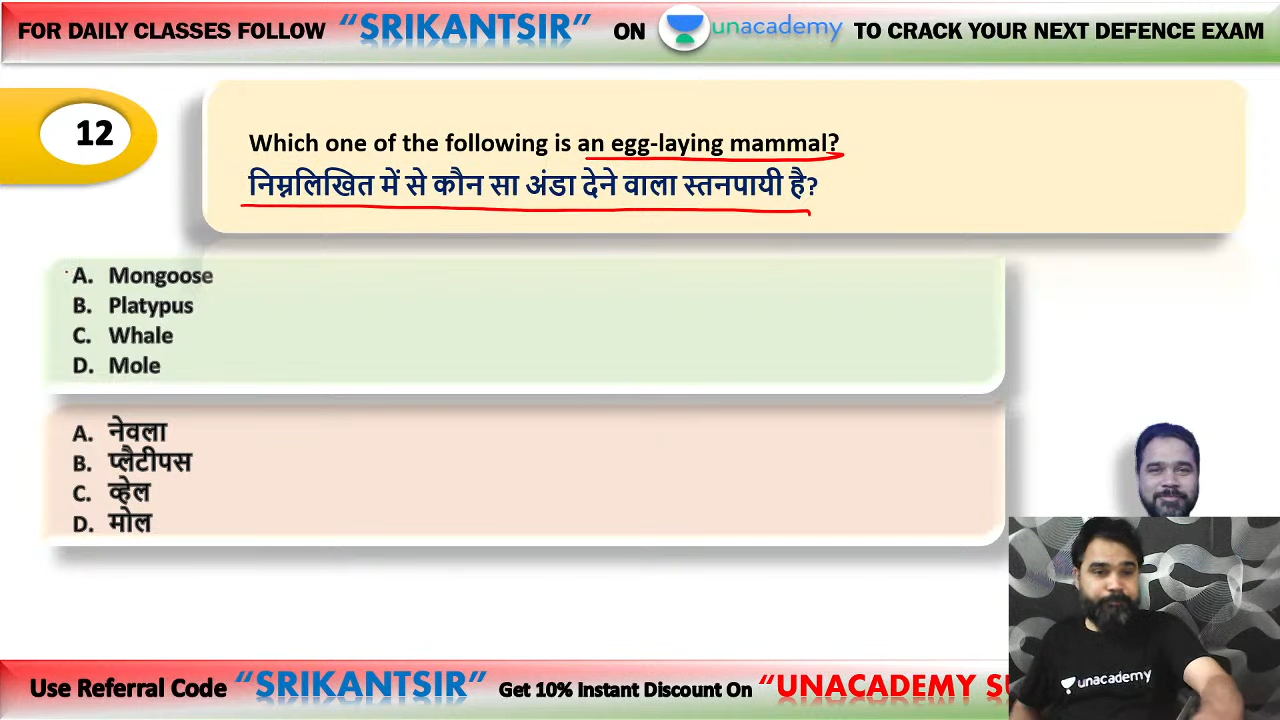 FOR DAILY CLASSES FOLLOW “SRIKANTSIR” ON unacademy TO CRACK YOUR NEXT DEFENCE EXAM
12
Which one of the following is an egg-laying mammal?
निम्नलिखित में से कौन सा अंडा देने वाला स्तनपायी है?
A. Mongoose
B. Platypus
C. Whale
D. Mole
A. नेवला
B. प्लैटीपस
C. व्हेल
D. मोल
unacademy
Use Referral Code “SRIKANTSIR” Get 10% Instant Discount On “UNACADEMY SU